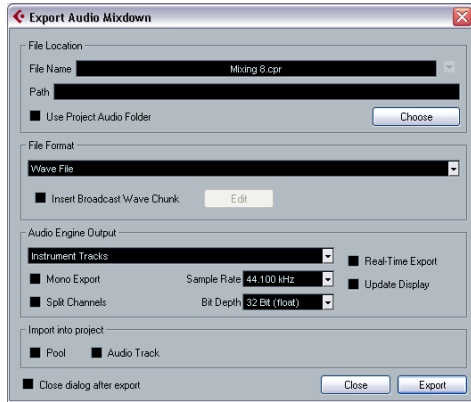 Export Audio Mixdown
File Location
File Name Mixing 8.cpr
Path
Use Project Audio Folder Choose
File Format
Wave File
Insert Broadcast Wave Chunk Edit
Audio Engine Output
Instrument Tracks
Real-Time Export
Mono Export Sample Rate 44.100 kHz
Update Display
Split Channels Bit Depth 32 Bit (float)
Import into project
Pool Audio Track
Close dialog after export Close Export